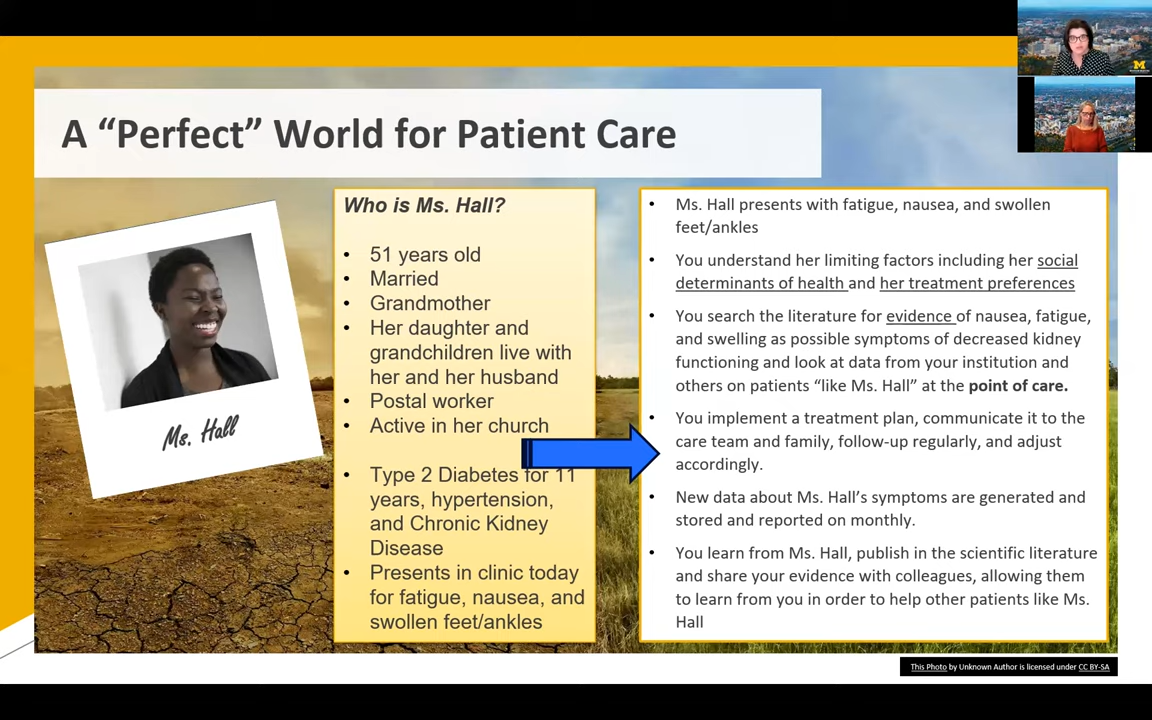 A “Perfect” World for Patient Care
Ms. Hall
Who is Ms. Hall?
• 51 years old
• Married
• Grandmother
• Her daughter and
grandchildren live with
her and her husband
• Postal worker
• Active in her church
• Type 2 Diabetes for 11
years, hypertension,
and Chronic Kidney
Disease
• Presents in clinic today
for fatigue, nausea, and
swollen feet/ankles
• Ms. Hall presents with fatigue, nausea, and swollen
feet/ankles
• You understand her limiting factors including her social
determinants of health and her treatment preferences
• You search the literature for evidence of nausea, fatigue,
and swelling as possible symptoms of decreased kidney
functioning and look at data from your institution and
others on patients “like Ms. Hall” at the point of care.
• You implement a treatment plan, communicate it to the
care team and family, follow-up regularly, and adjust
accordingly.
• New data about Ms. Hall’s symptoms are generated and
stored and reported on monthly.
• You learn from Ms. Hall, publish in the scientific literature
and share your evidence with colleagues, allowing them
to learn from you in order to help other patients like Ms.
Hall
This Photo by Unknown Author is licensed under CC BY-SA
M